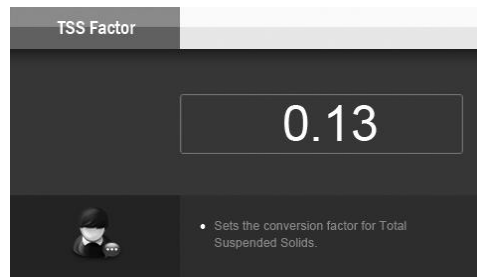 TSS Factor
0.13
• Sets the conversion factor for Total
Suspended Solids.